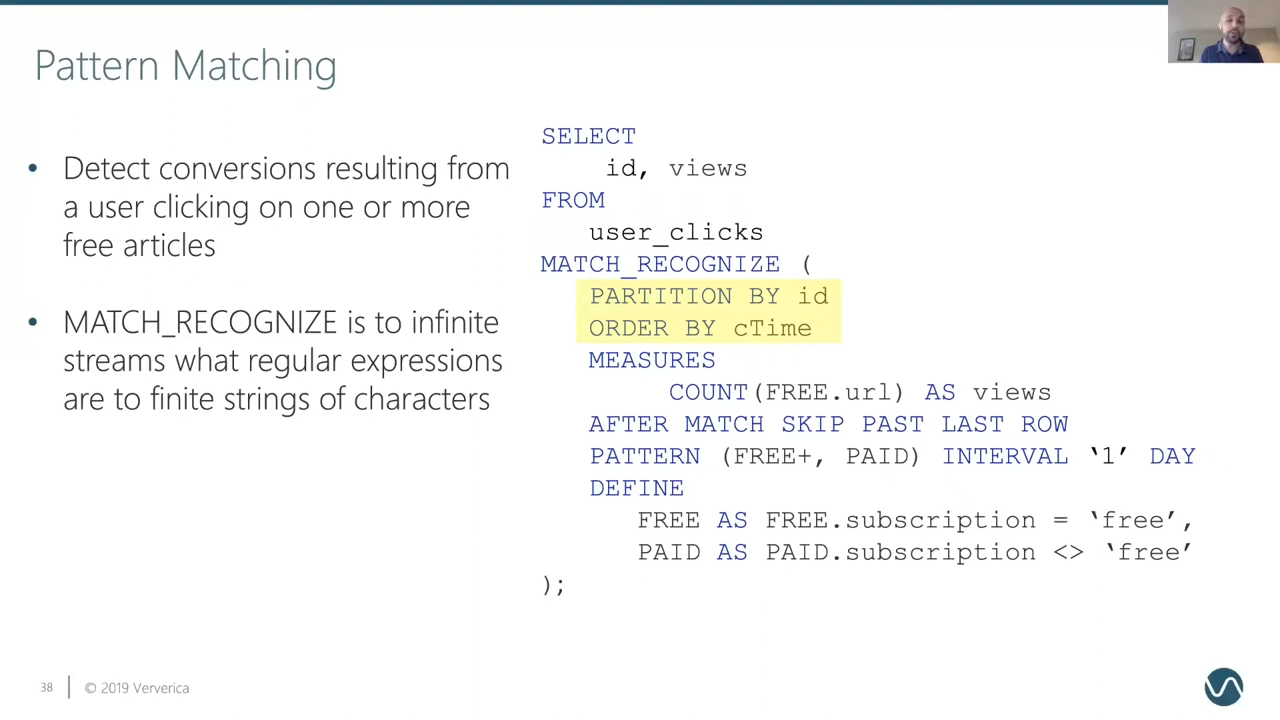 Pattern Matching
• Detect conversions resulting from
a user clicking on one or more
free articles
• MATCH_RECOGNIZE is to infinite
streams what regular expressions
are to finite strings of characters
SELECT
id, views
FROM
user_clicks
MATCH_RECOGNIZE (
PARTITION BY id
ORDER BY cTime
MEASURES
COUNT(FREE.url) AS views
AFTER MATCH SKIP PAST LAST ROW
PATTERN (FREE+, PAID) INTERVAL ‘1’ DAY
DEFINE
FREE AS FREE.subscription = ‘free’,
PAID AS PAID.subscription <> ‘free’
);
38 | © 2019 Ververica